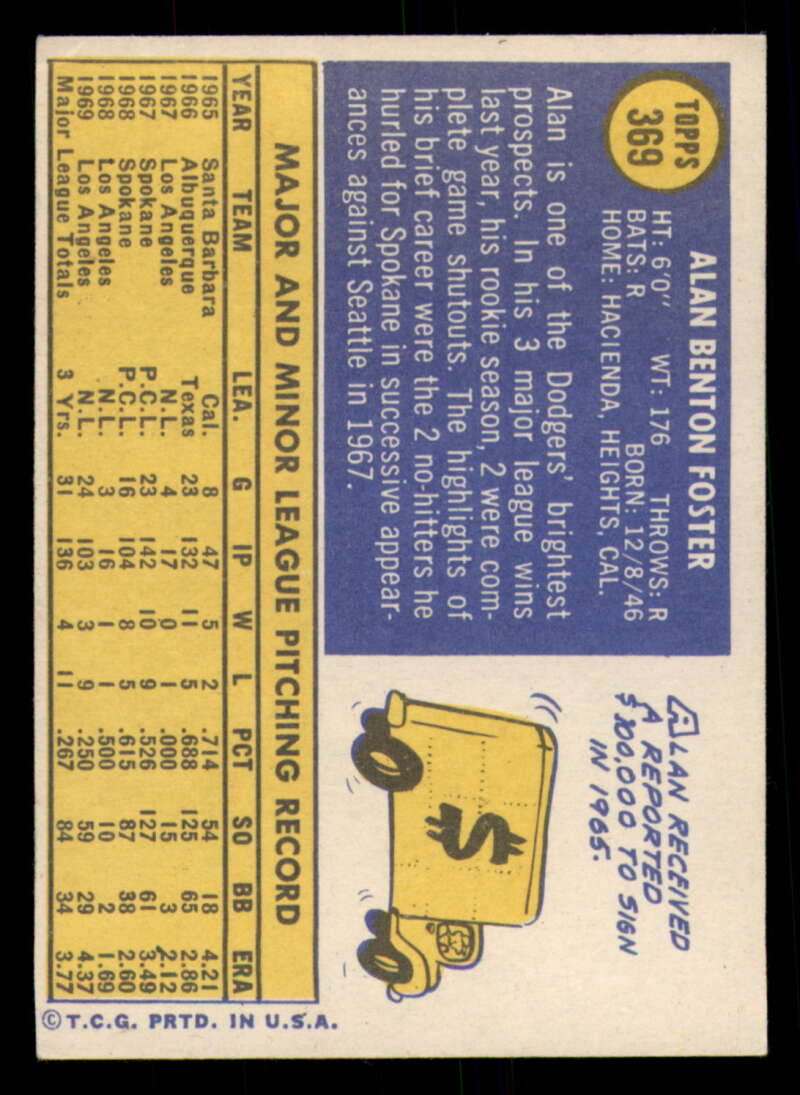 TOPPS
369
ALAN BENTON FOSTER
HT: 6'0" WT: 176 THROWS: R
BATS: R BORN: 12/8/46
HOME: HACIENDA, HEIGHTS, CAL.
Alan is one of the Dodgers' brightest
prospects. In his 3 major league wins
last year, his rookie season, 2 were com-
plete game shutouts. The highlights of
his brief career were the 2 no-hitters he
hurled for Spokane in successive appear-
ances against Seattle in 1967.
ALAN RECEIVED
A REPORTED
$100,000 TO SIGN
IN 1965.
$
MAJOR AND MINOR LEAGUE PITCHING RECORD
YEAR TEAM LEA. G IP W L PCT SO BB ERA
1965 Santa Barbara Cal. 8 47 5 2 .714 54 18 4.21
1966 Albuquerque Texas 23 132 11 5 .688 125 65 2.86
1967 Los Angeles N.L. 4 17 0 1 .000 15 3 2.12
1967 Spokane P.C.L. 23 142 10 9 .526 127 61 3.49
1968 Spokane P.C.L. 16 104 8 5 .615 87 38 2.60
1968 Los Angeles N.L. 3 16 1 1 .500 10 2 1.69
1969 Los Angeles N.L. 24 103 3 9 .250 59 29 4.37
Major League Totals 3 Yrs. 31 136 4 11 .267 84 34 3.77
© T.C.G. PRTD. IN U.S.A.